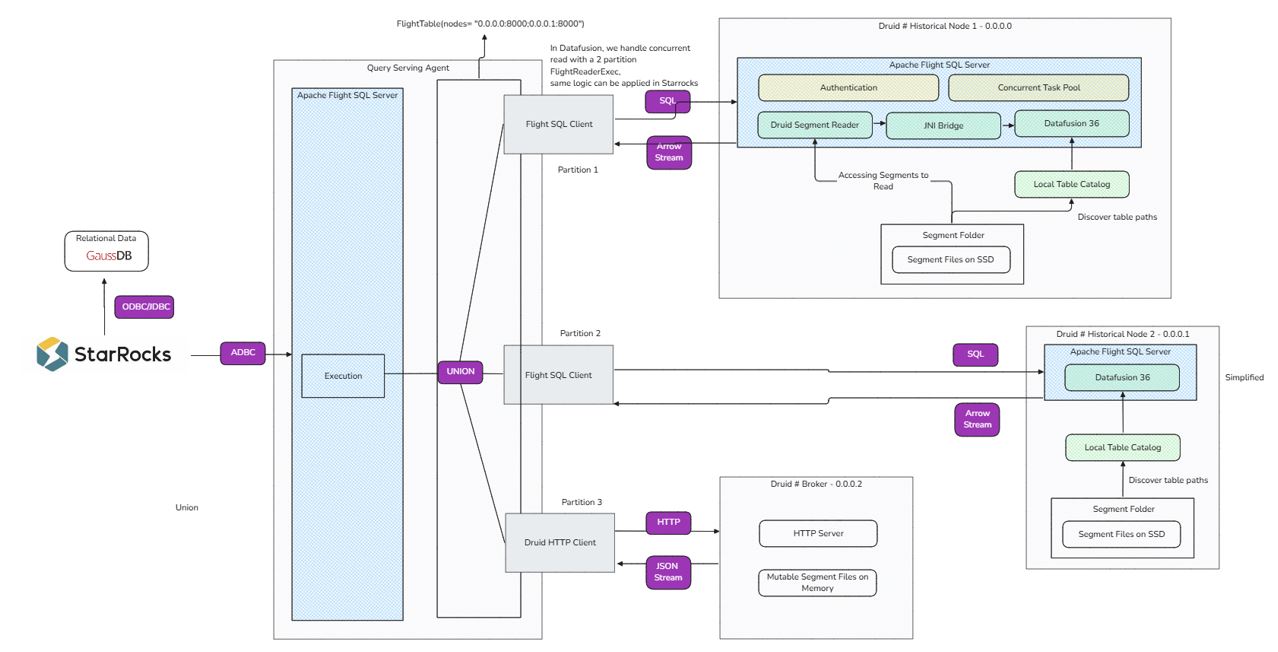 FlightTable(nodes= "0.0.0.0:8000;0.0.0.1:8000")
In Datafusion, we handle concurrent
read with a 2 partition
FlightReaderExec,
same logic can be applied in Starrocks
Query Serving Agent
Apache Flight SQL Server
Flight SQL Client
SQL
Arrow
Stream
Partition 1
Druid # Historical Node 1 - 0.0.0.0
Apache Flight SQL Server
Authentication
Concurrent Task Pool
Druid Segment Reader
JNI Bridge
Datafusion 36
Accessing Segments to
Read
Local Table Catalog
Discover table paths
Segment Folder
Segment Files on SSD
Relational Data
GaussDB
ODBC/JDBC
StarRocks
ADBC
Execution
UNION
Partition 2
Flight SQL Client
SQL
Arrow
Stream
Druid # Historical Node 2 - 0.0.0.1
Apache Flight SQL Server
Datafusion 36
Simplified
Local Table Catalog
Discover table paths
Segment Folder
Segment Files on SSD
Union
Partition 3
Druid HTTP Client
HTTP
JSON
Stream
Druid # Broker - 0.0.0.2
HTTP Server
Mutable Segment Files on
Memory